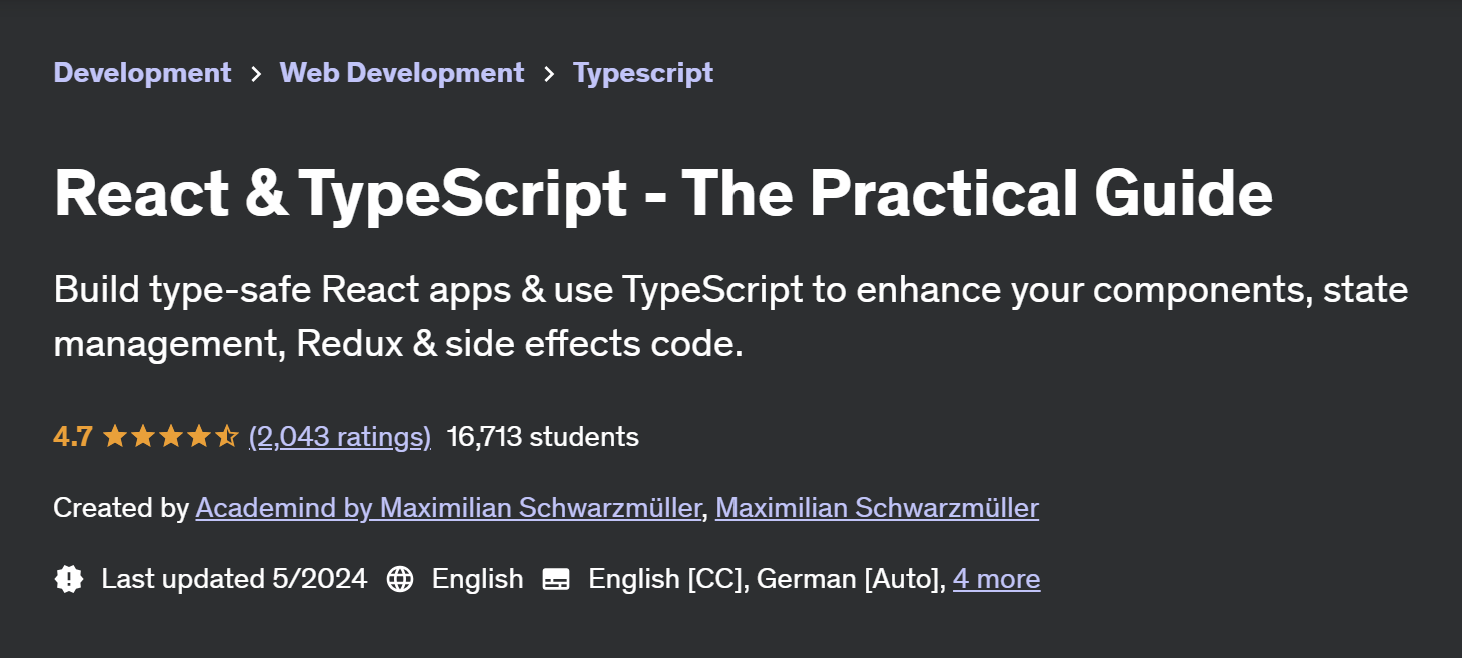 Development > Web Development > Typescript
React & TypeScript - The Practical Guide
Build type-safe React apps & use TypeScript to enhance your components, state
management, Redux & side effects code.
4.7 (2,043 ratings) 16,713 students
Created by Academind by Maximilian Schwarzmüller, Maximilian Schwarzmüller
Last updated 5/2024 English English [CC], German [Auto], 4 more